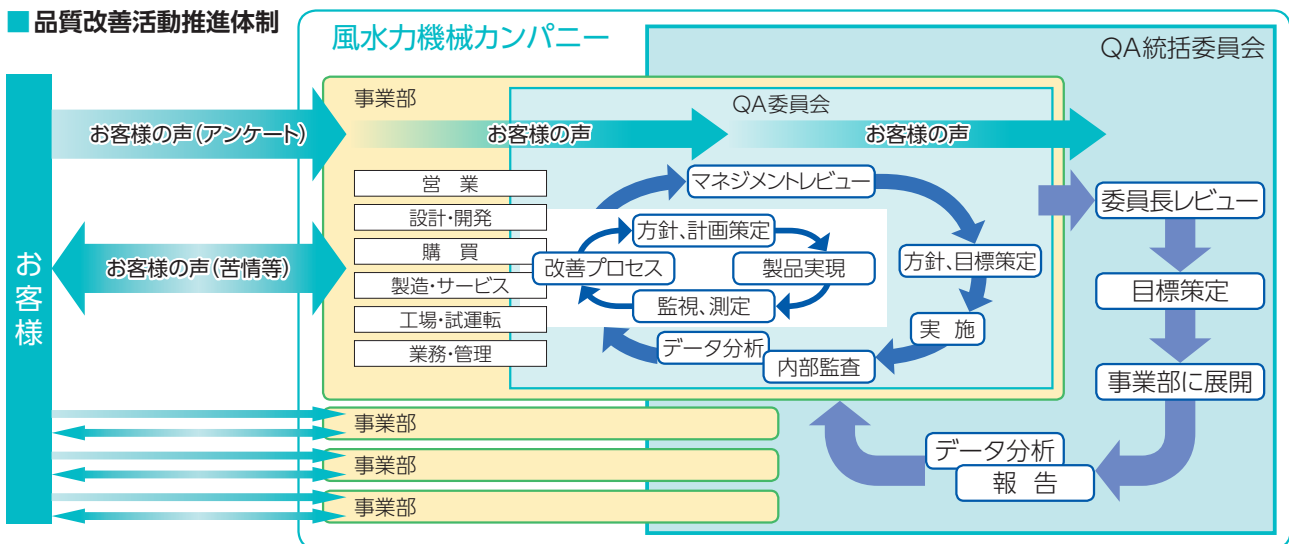 ■品質改善活動推進体制
風水力機械カンパニー
QA統括委員会
事業部
QA委員会
お客様の声(アンケート)
お客様の声
お客様の声
営　業
設計・開発
購　買
製造・サービス
工場・試運転
業務・管理
マネジメントレビュー
方針、計画策定
改善プロセス
製品実現
監視、測定
方針、目標策定
実　施
データ分析
内部監査
委員長レビュー
目標策定
事業部に展開
データ分析
報　告
お客様の声(苦情等)
お客様
事業部
事業部
事業部